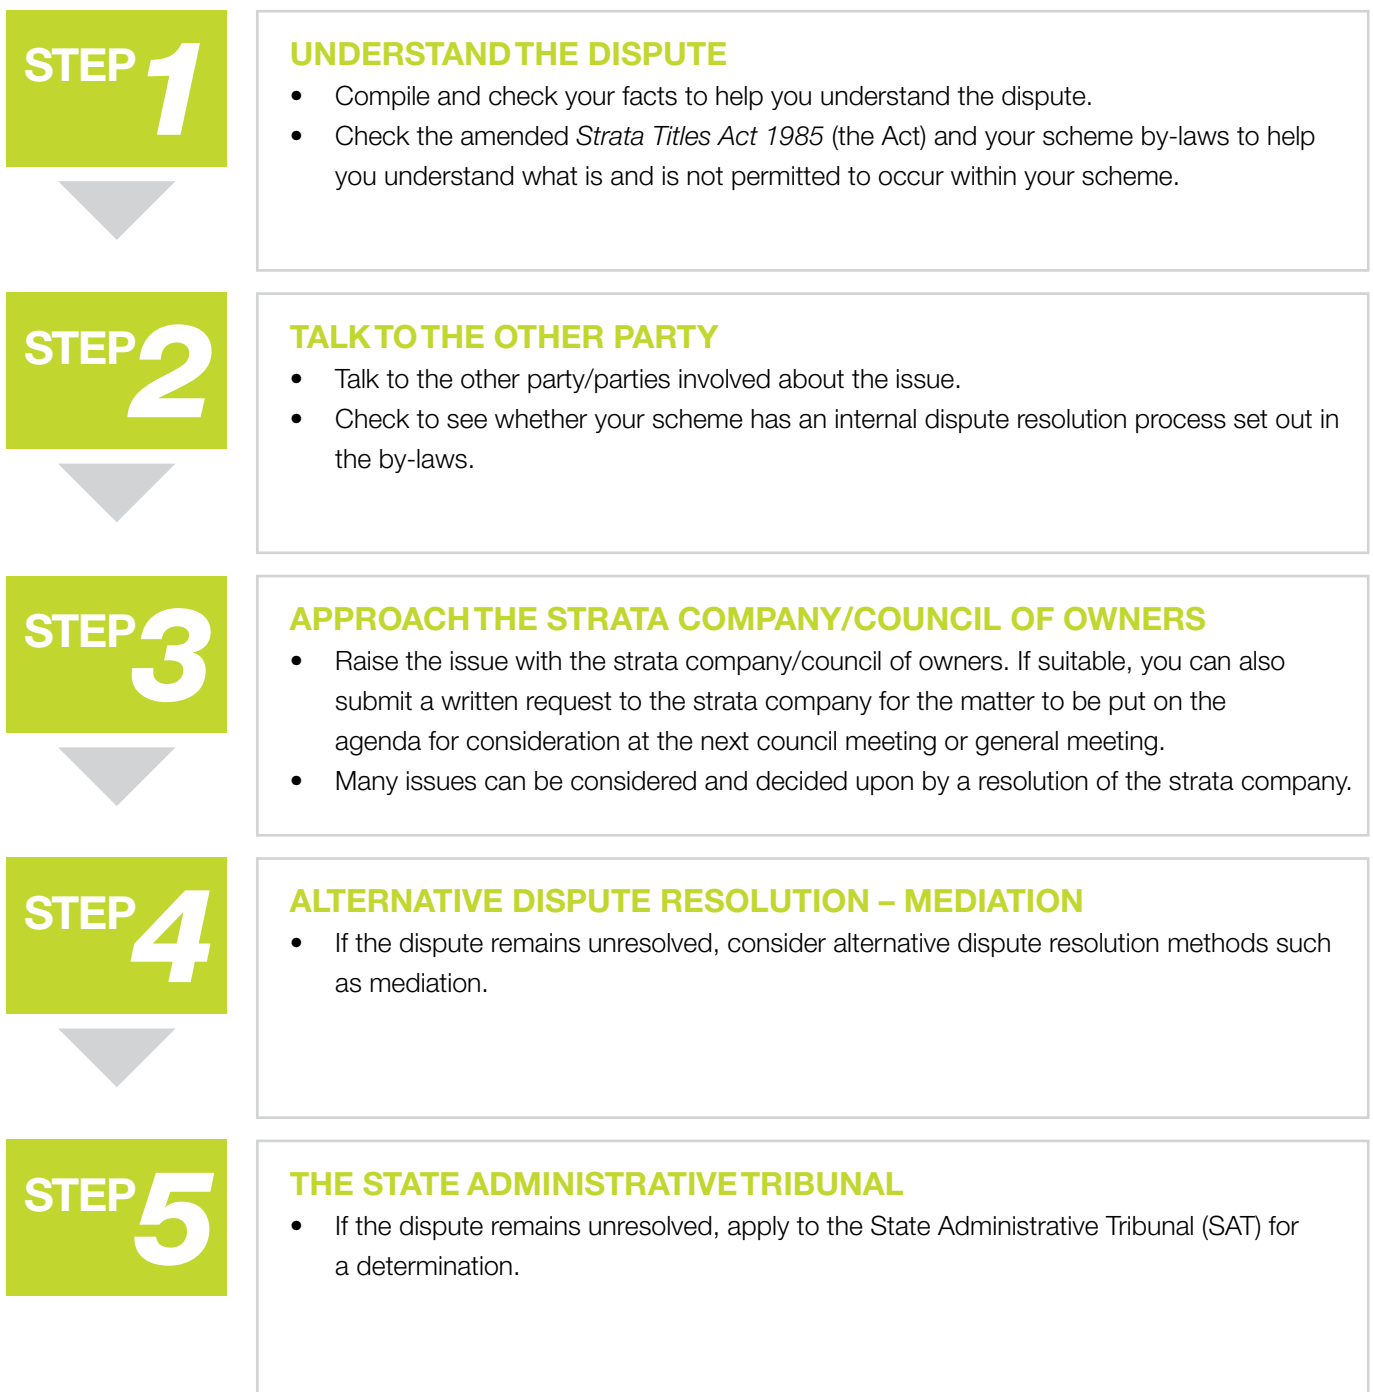 STEP 1
UNDERSTAND THE DISPUTE
• Compile and check your facts to help you understand the dispute.
• Check the amended Strata Titles Act 1985 (the Act) and your scheme by-laws to help
you understand what is and is not permitted to occur within your scheme.
STEP 2
TALK TO THE OTHER PARTY
• Talk to the other party/parties involved about the issue.
• Check to see whether your scheme has an internal dispute resolution process set out in
the by-laws.
STEP 3
APPROACH THE STRATA COMPANY/COUNCIL OF OWNERS
• Raise the issue with the strata company/council of owners. If suitable, you can also
submit a written request to the strata company for the matter to be put on the
agenda for consideration at the next council meeting or general meeting.
• Many issues can be considered and decided upon by a resolution of the strata company.
STEP 4
ALTERNATIVE DISPUTE RESOLUTION – MEDIATION
• If the dispute remains unresolved, consider alternative dispute resolution methods such
as mediation.
STEP 5
THE STATE ADMINISTRATIVE TRIBUNAL
• If the dispute remains unresolved, apply to the State Administrative Tribunal (SAT) for
a determination.